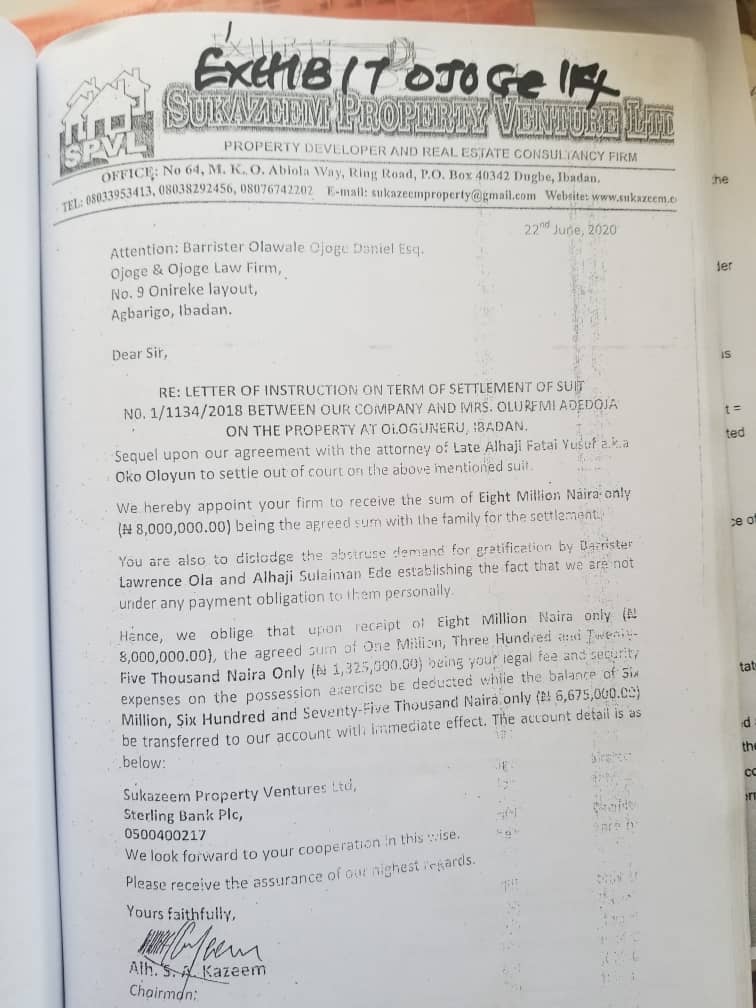 EXHIBIT OJOGE 1F4
SPVL
SUKAZEEM PROPERTY VENTURE LTD
PROPERTY DEVELOPER AND REAL ESTATE CONSULTANCY FIRM
OFFICE: No 64, M. K. O. Abiola Way, Ring Road, P.O. Box 40342 Dugbe, Ibadan.
TEL: 08033953413, 08038292456, 08076742202 E-mail: sukazeemproperty@gmail.com Website: www.sukazeem.c
22nd June, 2020
Attention: Barrister Olawale Ojoge Daniel Esq.
Ojoge & Ojoge Law Firm,
No. 9 Onireke layout,
Agbarigo, Ibadan.
Dear Sir,
RE: LETTER OF INSTRUCTION ON TERM OF SETTLEMENT OF SUIT
NO. 1/1134/2018 BETWEEN OUR COMPANY AND MRS. OLUREMI ADEDOJA
ON THE PROPERTY AT OLOGUNERU, IBADAN.
Sequel upon our agreement with the attorney of Late Alhaji Fatai Yusuf a.k.a
Oko Oloyun to settle out of court on the above mentioned suit.
We hereby appoint your firm to receive the sum of Eight Million Naira only
(₦ 8,000,000.00) being the agreed sum with the family for the settlement.
You are also to dislodge the abstruse demand for gratification by Barrister
Lawrence Ola and Alhaji Sulaiman Ede establishing the fact that we are not
under any payment obligation to them personally.
Hence, we oblige that upon receipt of Eight Million Naira only (₦
8,000,000.00), the agreed sum of One Million, Three Hundred and Twenty-
Five Thousand Naira Only (₦ 1,325,000.00) being your legal fee and security
expenses on the possession exercise be deducted while the balance of Six
Million, Six Hundred and Seventy-Five Thousand Naira only (₦ 6,675,000.00)
be transferred to our account with immediate effect. The account detail is as
below:
Sukazeem Property Ventures Ltd,
Sterling Bank Plc,
0500400217
We look forward to your cooperation in this wise.
Please receive the assurance of our highest regards.
Yours faithfully,
Alh. S. A. Kazeem
Chairman: